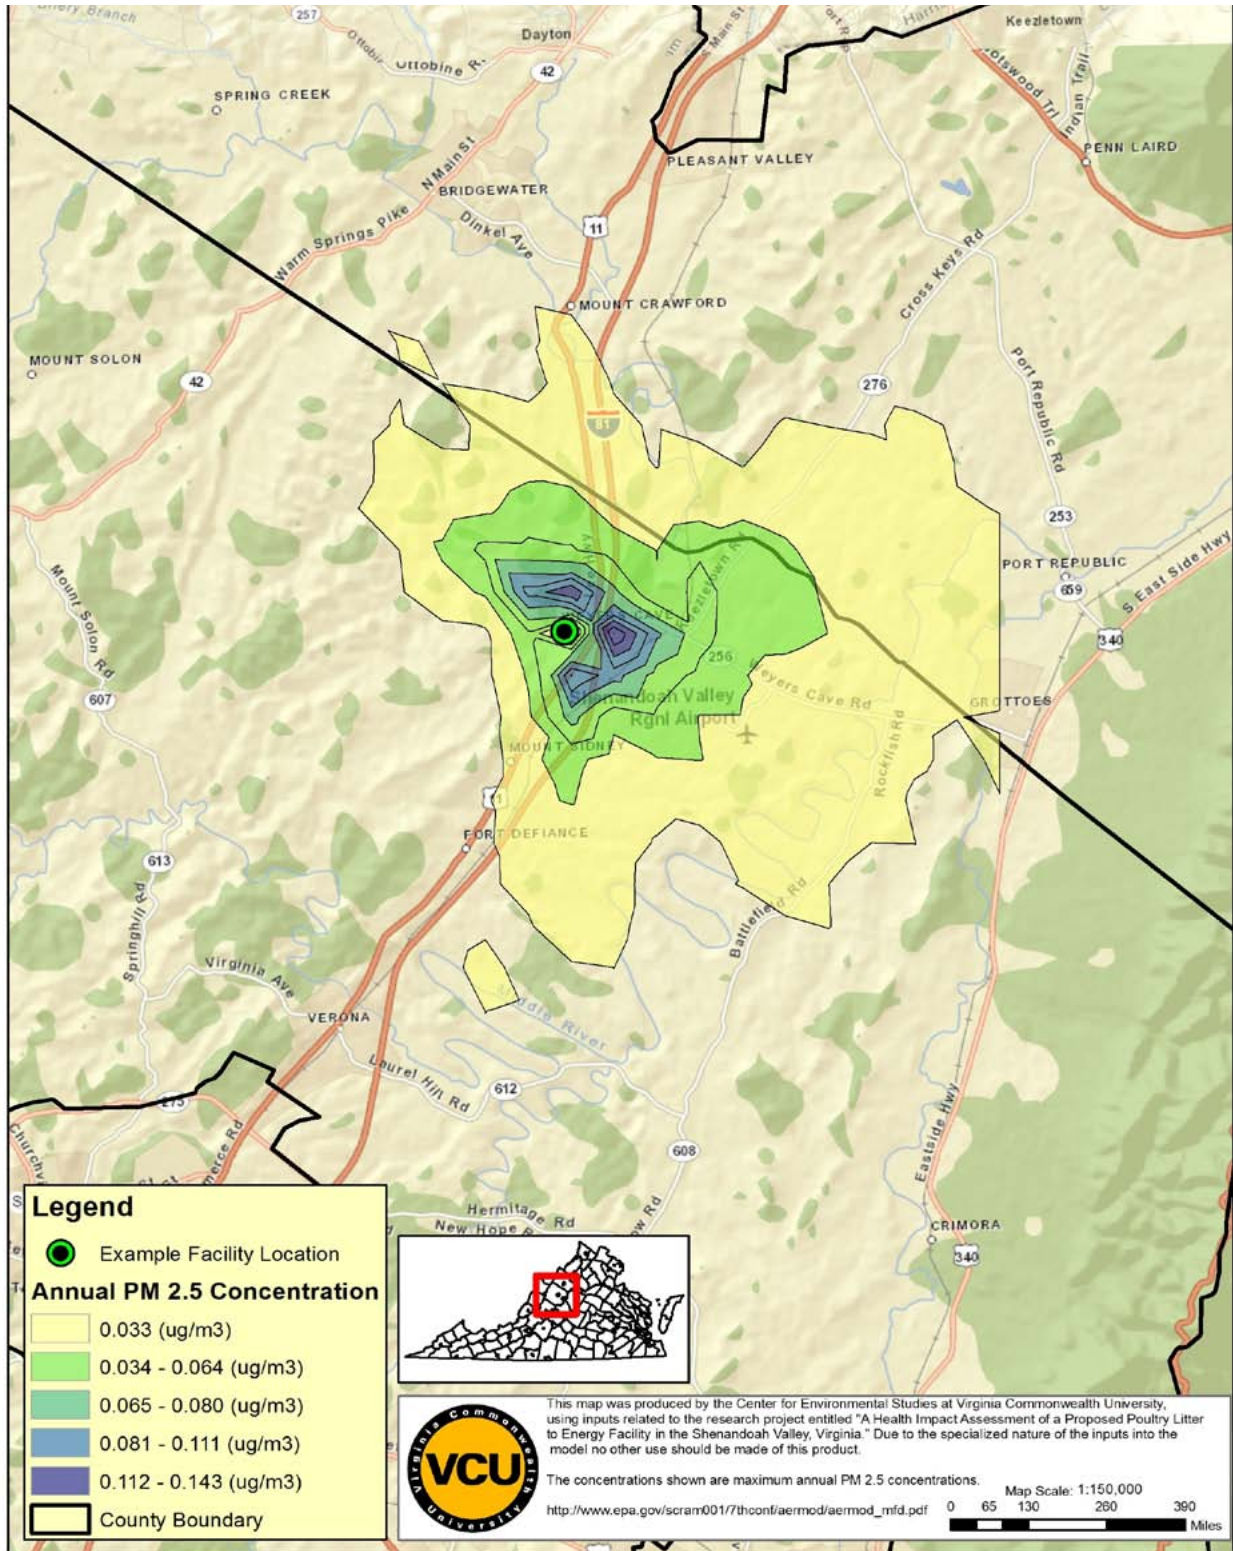 Keezletown
257
Dayton
Ottobine R.
42
S Main St
SPRING CREEK
Indian Trail
N Main St
PENN LAIRD
PLEASANT VALLEY
BRIDGEWATER
Warm Springs Pike
Dinkel Ave
11
Cross Keys Rd
MOUNT CRAWFORD
MOUNT SOLON
42
276
Port Republic Rd
81
253
PORT REPUBLIC
S East Side Hwy
659
340
Mount Solon Rd
256
Weyers Cave Rd
607
Shenandoah Valley
Rgnl Airport
GROTTOES
Rockfish Rd
MOUNT SIDNEY
FORT DEFIANCE
613
Springhill Rd
Battlefield Rd
Virginia Ave
VERONA
Middle River
Laurel Hill Rd
612
608
Eastside Hwy
Hermitage Rd
New Hope R
CRIMORA
340
Legend
Example Facility Location
Annual PM 2.5 Concentration
0.033 (ug/m3)
0.034 - 0.064 (ug/m3)
0.065 - 0.080 (ug/m3)
0.081 - 0.111 (ug/m3)
0.112 - 0.143 (ug/m3)
County Boundary
Virginia Commonwealth University
VCU
This map was produced by the Center for Environmental Studies at Virginia Commonwealth University,
using inputs related to the research project entitled "A Health Impact Assessment of a Proposed Poultry Litter
to Energy Facility in the Shenandoah Valley, Virginia." Due to the specialized nature of the inputs into the
model no other use should be made of this product.
The concentrations shown are maximum annual PM 2.5 concentrations.
http://www.epa.gov/scram001/7thconf/aermod/aermod_mfd.pdf
Map Scale: 1:150,000
0 65 130 260 390
Miles